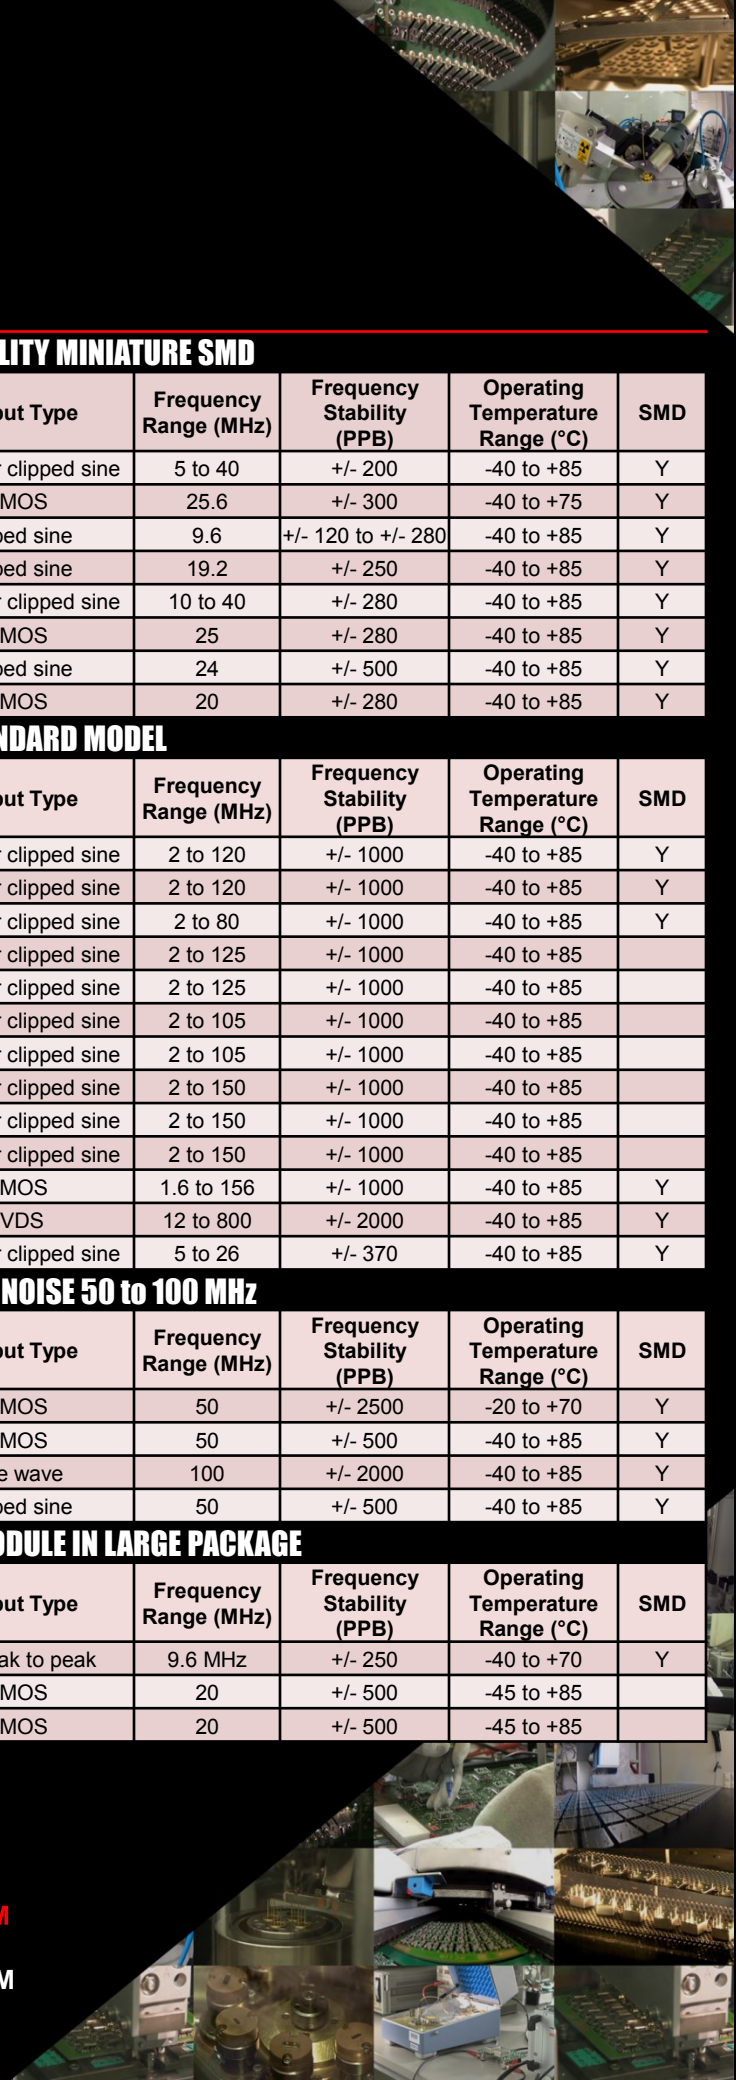 LITY MINIATURE SMD
out Type Frequency Range (MHz) Frequency Stability (PPB) Operating Temperature Range (°C) SMD
r clipped sine 5 to 40 +/- 200 -40 to +85 Y
MOS 25.6 +/- 300 -40 to +75 Y
ped sine 9.6 +/- 120 to +/- 280 -40 to +85 Y
ped sine 19.2 +/- 250 -40 to +85 Y
r clipped sine 10 to 40 +/- 280 -40 to +85 Y
MOS 25 +/- 280 -40 to +85 Y
ped sine 24 +/- 500 -40 to +85 Y
MOS 20 +/- 280 -40 to +85 Y
NDARD MODEL
out Type Frequency Range (MHz) Frequency Stability (PPB) Operating Temperature Range (°C) SMD
r clipped sine 2 to 120 +/- 1000 -40 to +85 Y
r clipped sine 2 to 120 +/- 1000 -40 to +85 Y
r clipped sine 2 to 80 +/- 1000 -40 to +85 Y
r clipped sine 2 to 125 +/- 1000 -40 to +85
r clipped sine 2 to 125 +/- 1000 -40 to +85
r clipped sine 2 to 105 +/- 1000 -40 to +85
r clipped sine 2 to 105 +/- 1000 -40 to +85
r clipped sine 2 to 150 +/- 1000 -40 to +85
r clipped sine 2 to 150 +/- 1000 -40 to +85
r clipped sine 2 to 150 +/- 1000 -40 to +85
MOS 1.6 to 156 +/- 1000 -40 to +85 Y
VDS 12 to 800 +/- 2000 -40 to +85 Y
r clipped sine 5 to 26 +/- 370 -40 to +85 Y
NOISE 50 to 100 MHz
out Type Frequency Range (MHz) Frequency Stability (PPB) Operating Temperature Range (°C) SMD
MOS 50 +/- 2500 -20 to +70 Y
MOS 50 +/- 500 -40 to +85 Y
e wave 100 +/- 2000 -40 to +85 Y
ped sine 50 +/- 500 -40 to +85 Y
ODULE IN LARGE PACKAGE
out Type Frequency Range (MHz) Frequency Stability (PPB) Operating Temperature Range (°C) SMD
ak to peak 9.6 MHz +/- 250 -40 to +70 Y
MOS 20 +/- 500 -45 to +85
MOS 20 +/- 500 -45 to +85
M
M